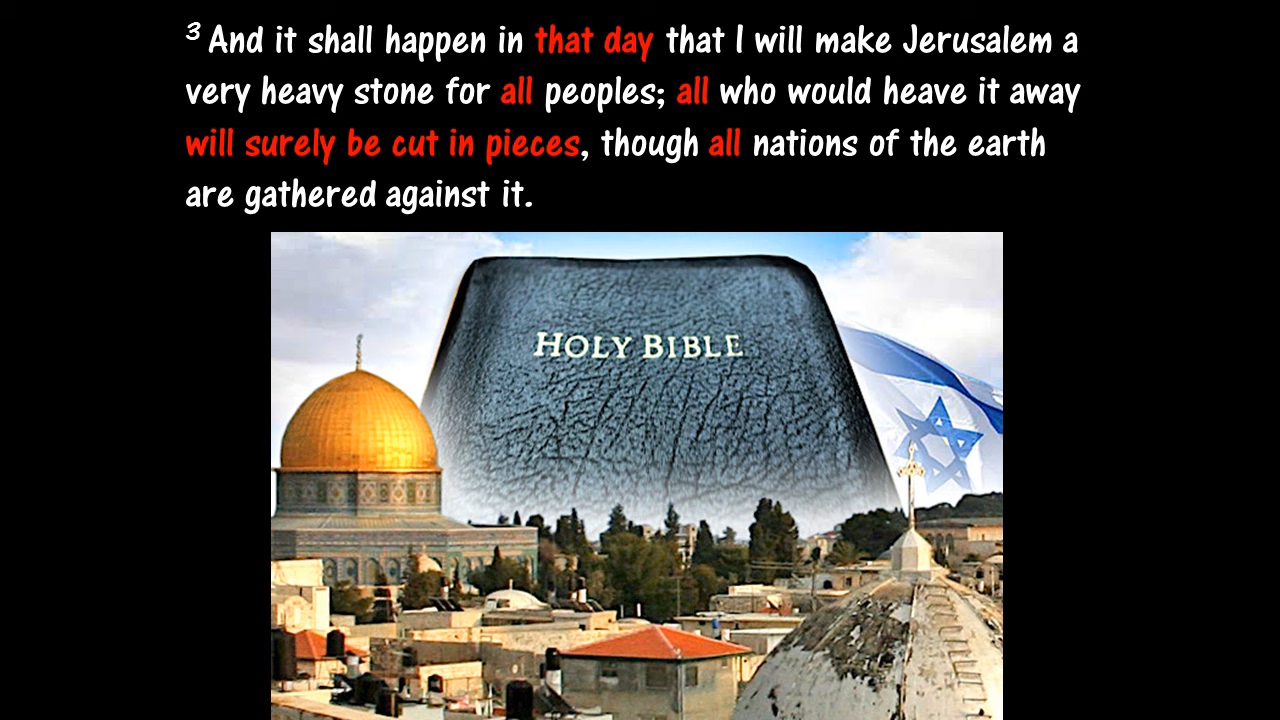 3 And it shall happen in that day that I will make Jerusalem a
very heavy stone for all peoples; all who would heave it away
will surely be cut in pieces, though all nations of the earth
are gathered against it.
HOLY BIBLE